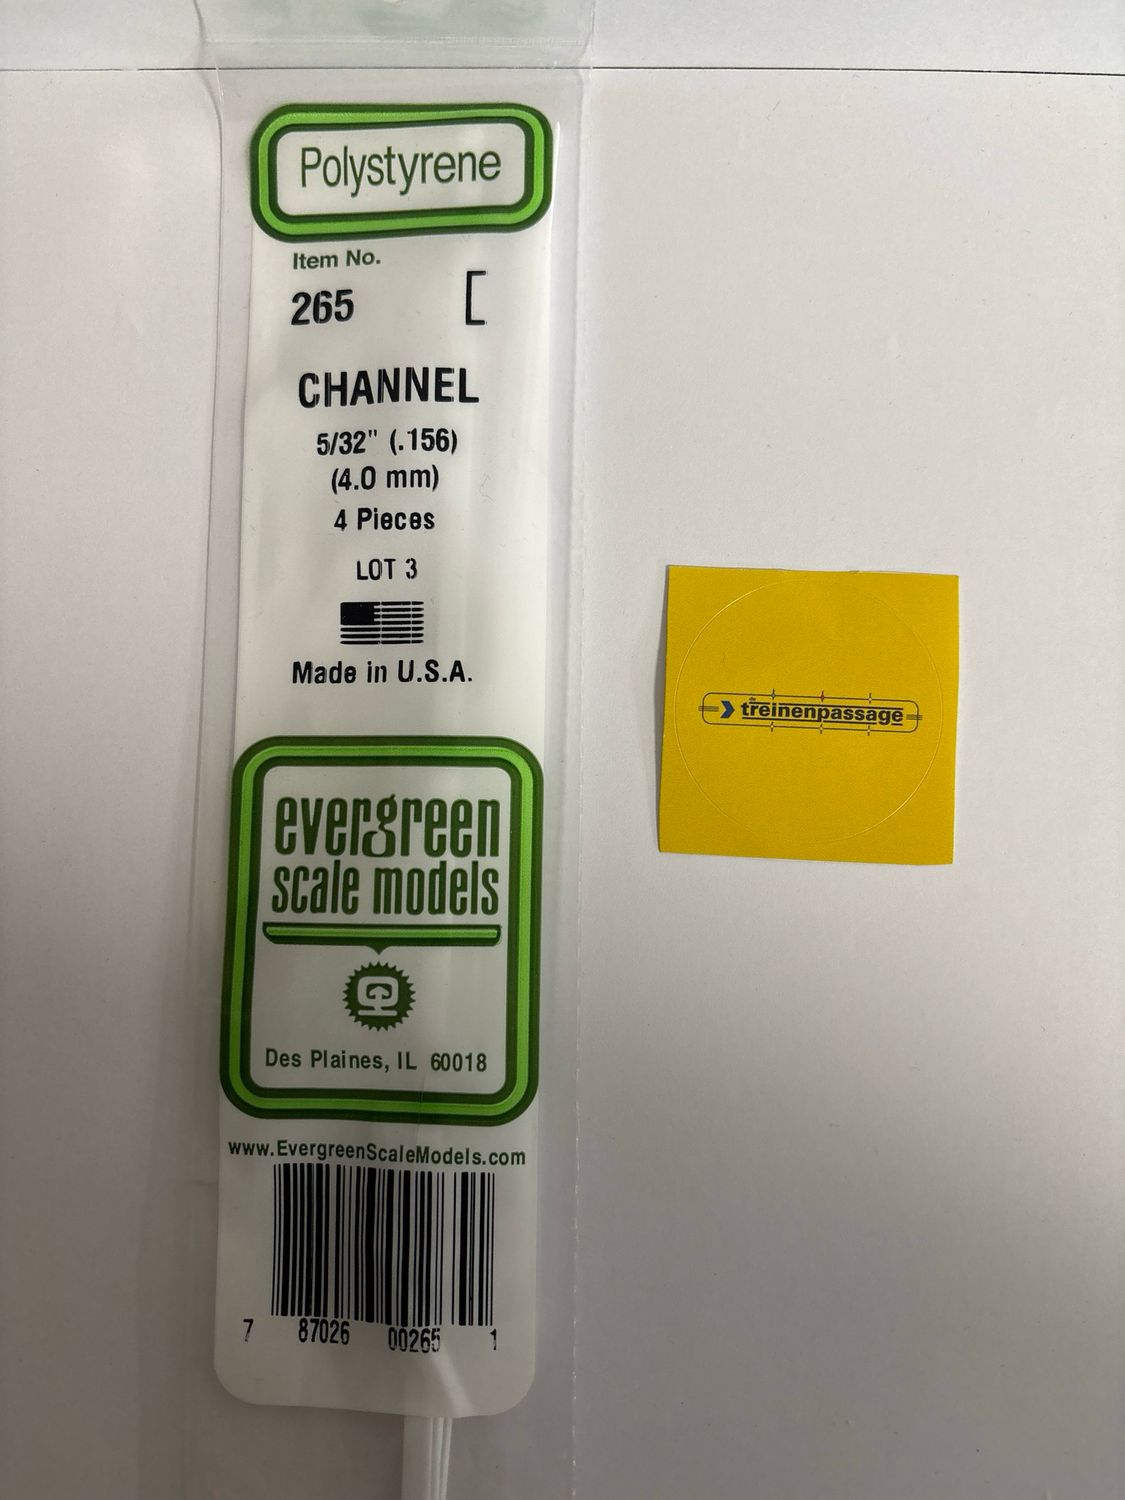 Polystyrene
Item No.
265
CHANNEL
5/32" (.156)
(4.0 mm)
4 Pieces
LOT 3
Made in U.S.A.
evergreen
scale models
Des Plaines, IL 60018
www.EvergreenScaleModels.com
7 87026 00265 1
de
treinenpassage